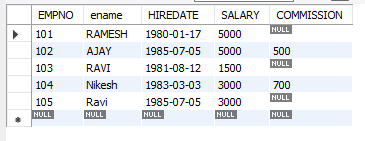 EMPNO ename HIREDATE SALARY COMMISSION
101 RAMESH 1980-01-17 5000 NULL
102 AJAY 1985-07-05 5000 500
103 RAVI 1981-08-12 1500 NULL
104 Nikesh 1983-03-03 3000 700
105 Ravi 1985-07-05 3000 NULL
NULL NULL NULL NULL NULL